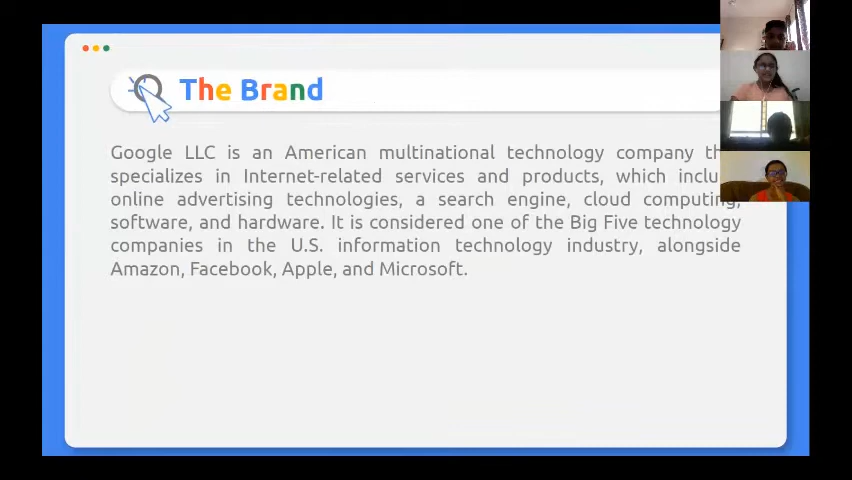 The Brand
Google LLC is an American multinational technology company
specializes in Internet-related services and products, which
online advertising technologies, a search engine, cloud computing,
software, and hardware. It is considered one of the Big Five technology
companies in the U.S. information technology industry, alongside
Amazon, Facebook, Apple, and Microsoft.